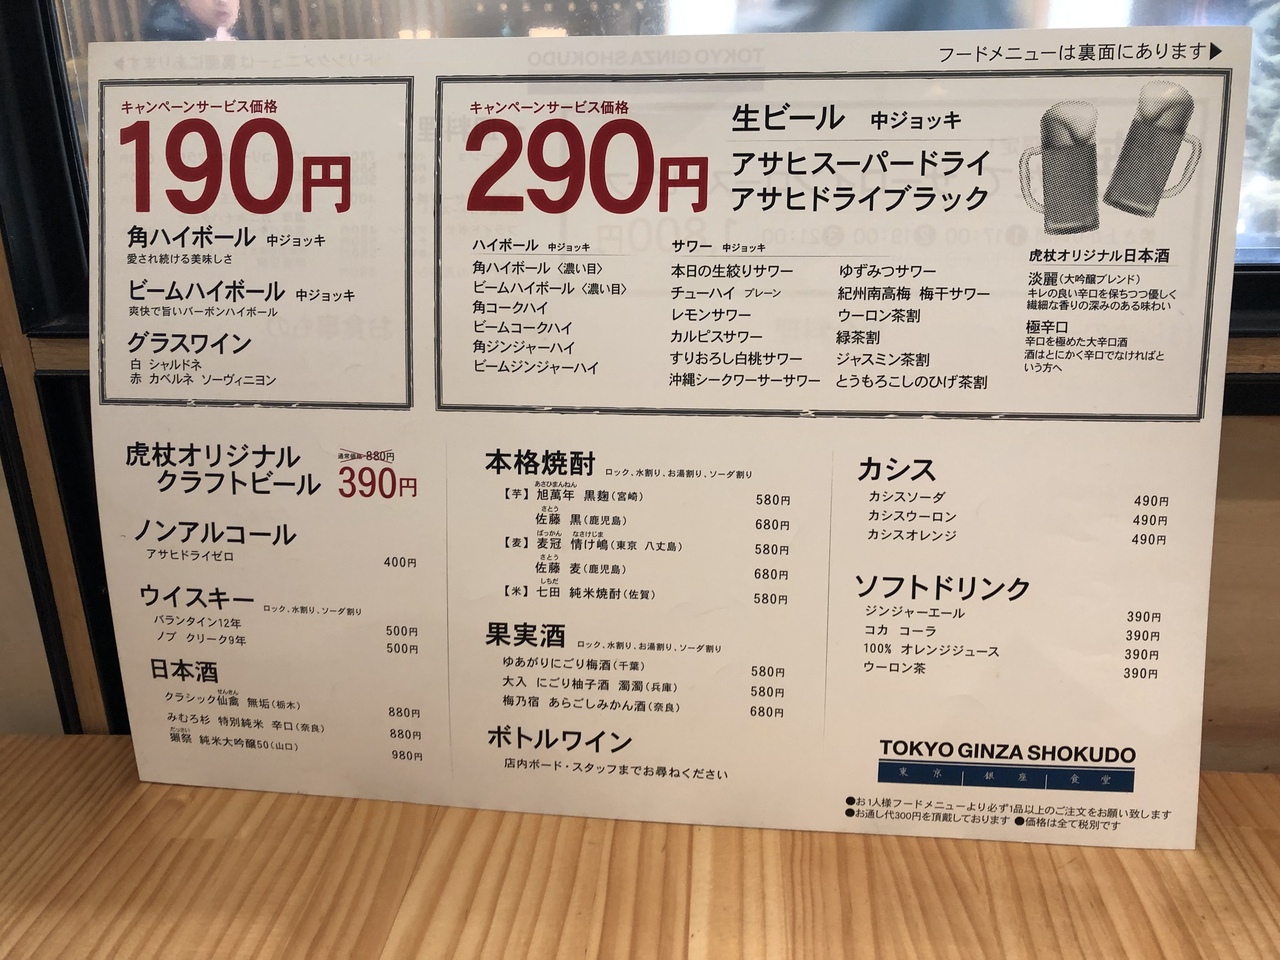 フードメニューは裏面にあります▶
キャンペーンサービス価格
190円
角ハイボール 中ジョッキ
愛され続ける美味しさ
ビームハイボール 中ジョッキ
爽快で旨いバーボンハイボール
グラスワイン
白 シャルドネ
赤 カベルネ ソーヴィニヨン
キャンペーンサービス価格
290円
生ビール 中ジョッキ
アサヒスーパードライ
アサヒドライブラック
ハイボール 中ジョッキ
角ハイボール〈濃い目〉
ビームハイボール〈濃い目〉
角コークハイ
ビームコークハイ
角ジンジャーハイ
ビームジンジャーハイ
サワー 中ジョッキ
本日の生絞りサワー
チューハイ プレーン
レモンサワー
カルピスサワー
すりおろし白桃サワー
沖縄シークワーサーサワー
ゆずみつサワー
紀州南高梅 梅干サワー
ウーロン茶割
緑茶割
ジャスミン茶割
とうもろこしのひげ茶割
虎杖オリジナル日本酒
淡麗(大吟醸ブレンド)
キレの良い辛口を保ちつつ優しく
繊細な香りの深みのある味わい
極辛口
辛口を極めた大辛口酒
酒はとにかく辛口でなければと
いう方へ
虎杖オリジナル
クラフトビール
通常価格 880円
390円
ノンアルコール
アサヒドライゼロ 400円
ウイスキー ロック、水割り、ソーダ割り
バランタイン12年 500円
ノブ クリーク9年 500円
日本酒
せんきん
クラシック仙禽 無垢(栃木) 880円
みむろ杉 特別純米 辛口(奈良) 880円
だっさい
獺祭 純米大吟醸50(山口) 980円
本格焼酎 ロック、水割り、お湯割り、ソーダ割り
あさひまんねん
【芋】旭萬年 黒麹(宮崎) 580円
さとう
佐藤 黒(鹿児島) 680円
ばっかん なさけじま
【麦】麦冠 情け嶋(東京 八丈島) 580円
さとう
佐藤 麦(鹿児島) 680円
しちだ
【米】七田 純米焼酎(佐賀) 580円
果実酒 ロック、水割り、お湯割り、ソーダ割り
ゆあがりにごり梅酒(千葉) 580円
大入 にごり柚子酒 濁濁(兵庫) 580円
梅乃宿 あらごしみかん酒(奈良) 680円
ボトルワイン
店内ボード・スタッフまでお尋ねください
カシス
カシスソーダ 490円
カシスウーロン 490円
カシスオレンジ 490円
ソフトドリンク
ジンジャーエール 390円
コカ コーラ 390円
100% オレンジジュース 390円
ウーロン茶 390円
TOKYO GINZA SHOKUDO
東京 | 銀座 | 食堂
●お1人様フードメニューより必ず1品以上のご注文をお願い致します
●お通し代300円を頂戴しております ●価格は全て税別です